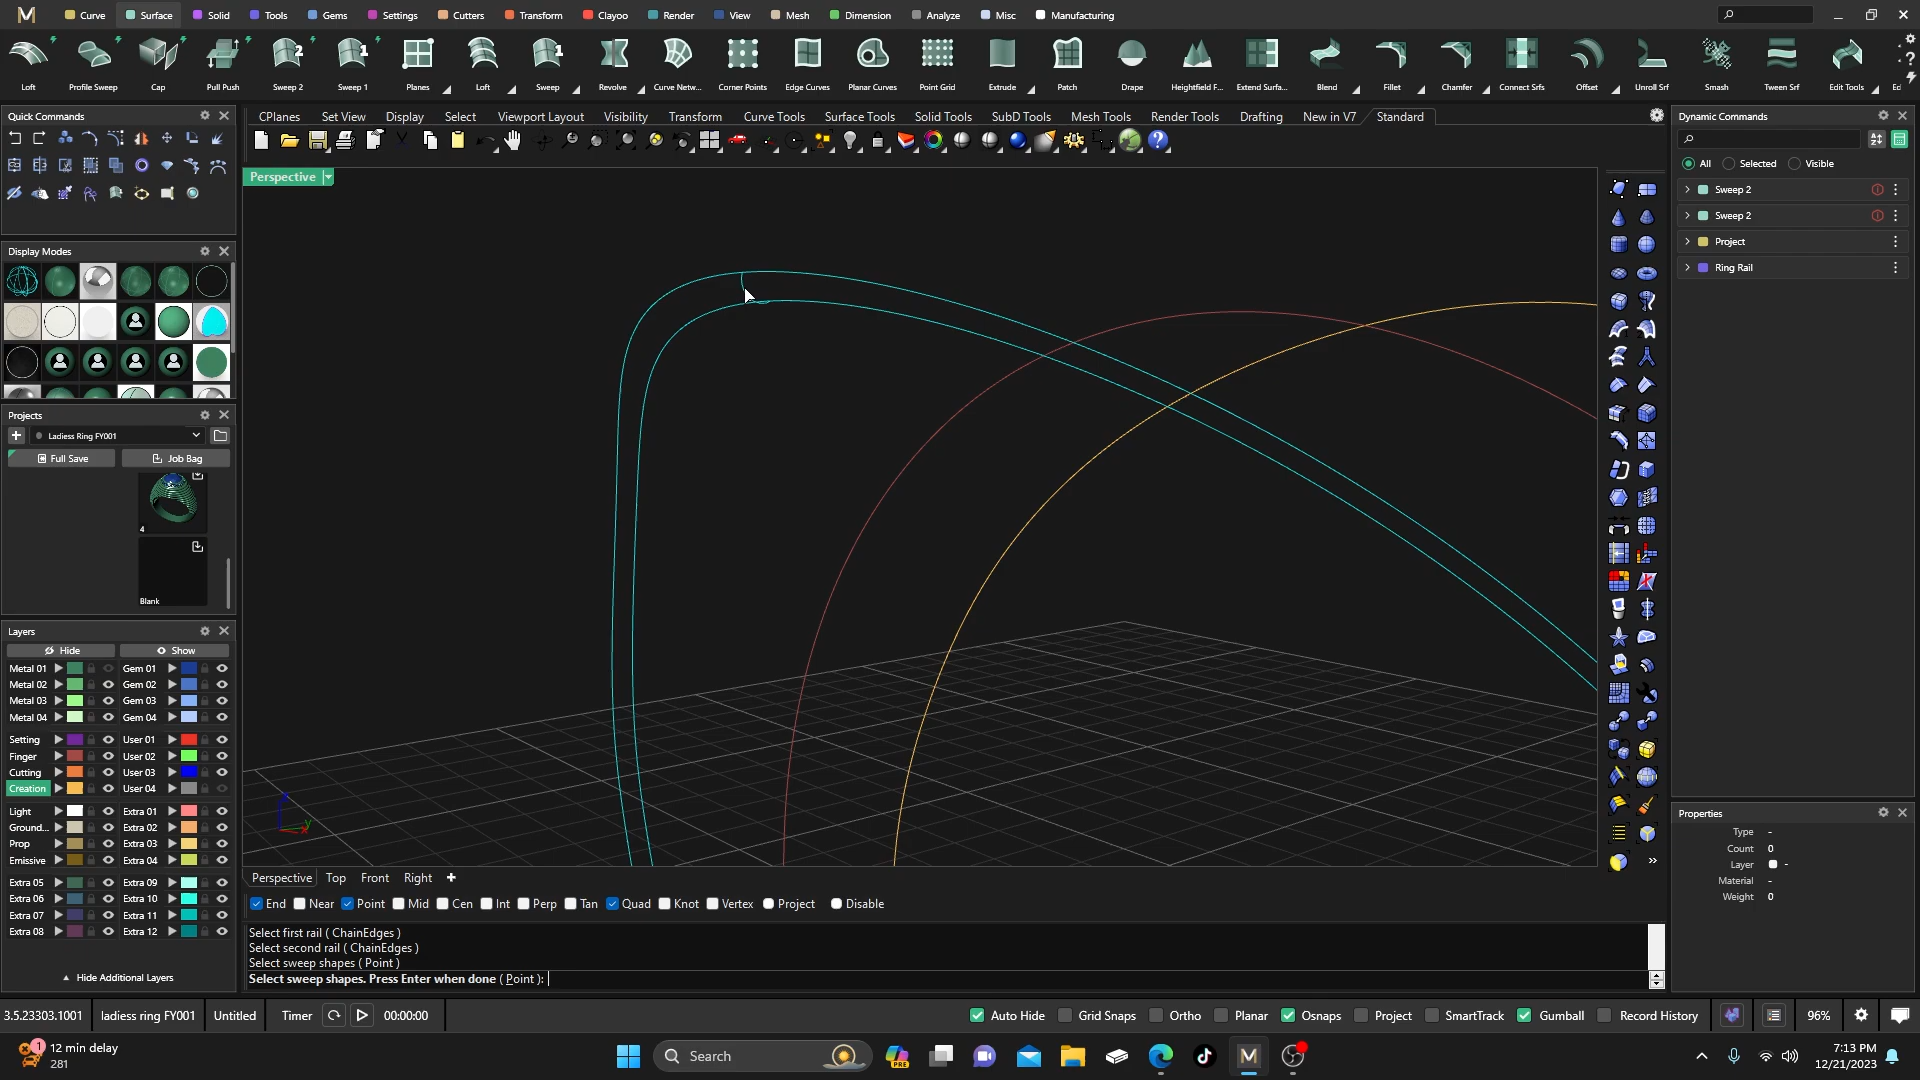 Curve
Surface
Solid
Tools
Gems
Settings
Cutters
Transform
Clayoo
Render
View
Mesh
Dimension
Analyze
Misc
Manufacturing
Loft
Profile Sweep
Cap
Pull Push
Sweep 2
Sweep 1
Planes
Loft
Sweep
Revolve
Curve Netw...
Corner Points
Edge Curves
Planar Curves
Point Grid
Extrude
Patch
Drape
Heightfield F...
Extend Surfa...
Blend
Fillet
Chamfer
Connect Srfs
Offset
Unroll Srf
Smash
Tween Srf
Edit Tools
Quick Commands
CPlanes
Set View
Display
Select
Viewport Layout
Visibility
Transform
Curve Tools
Surface Tools
Solid Tools
SubD Tools
Mesh Tools
Render Tools
Drafting
New in V7
Standard
Dynamic Commands
All
Selected
Visible
Sweep 2
Sweep 2
Project
Ring Rail
Perspective
Display Modes
Projects
Ladiess Ring FY001
Full Save
Job Bag
4
Blank
Layers
Hide
Show
Metal 01
Gem 01
Metal 02
Gem 02
Metal 03
Gem 03
Metal 04
Gem 04
Setting
User 01
Finger
User 02
Cutting
User 03
Creation
User 04
Light
Extra 01
Ground...
Extra 02
Prop
Extra 03
Emissive
Extra 04
Extra 05
Extra 09
Extra 06
Extra 10
Extra 07
Extra 11
Extra 08
Extra 12
Hide Additional Layers
Properties
Type -
Count 0
Layer -
Material -
Weight 0
Perspective
Top
Front
Right
End
Near
Point
Mid
Cen
Int
Perp
Tan
Quad
Knot
Vertex
Project
Disable
Select first rail ( ChainEdges )
Select second rail ( ChainEdges )
Select sweep shapes ( Point )
Select sweep shapes. Press Enter when done ( Point ):
3.5.23303.1001
ladiess ring FY001
Untitled
Timer
00:00:00
Auto Hide
Grid Snaps
Ortho
Planar
Osnaps
Project
SmartTrack
Gumball
Record History
96%
1
12 min delay
281
Search
PRE
7:13 PM
12/21/2023